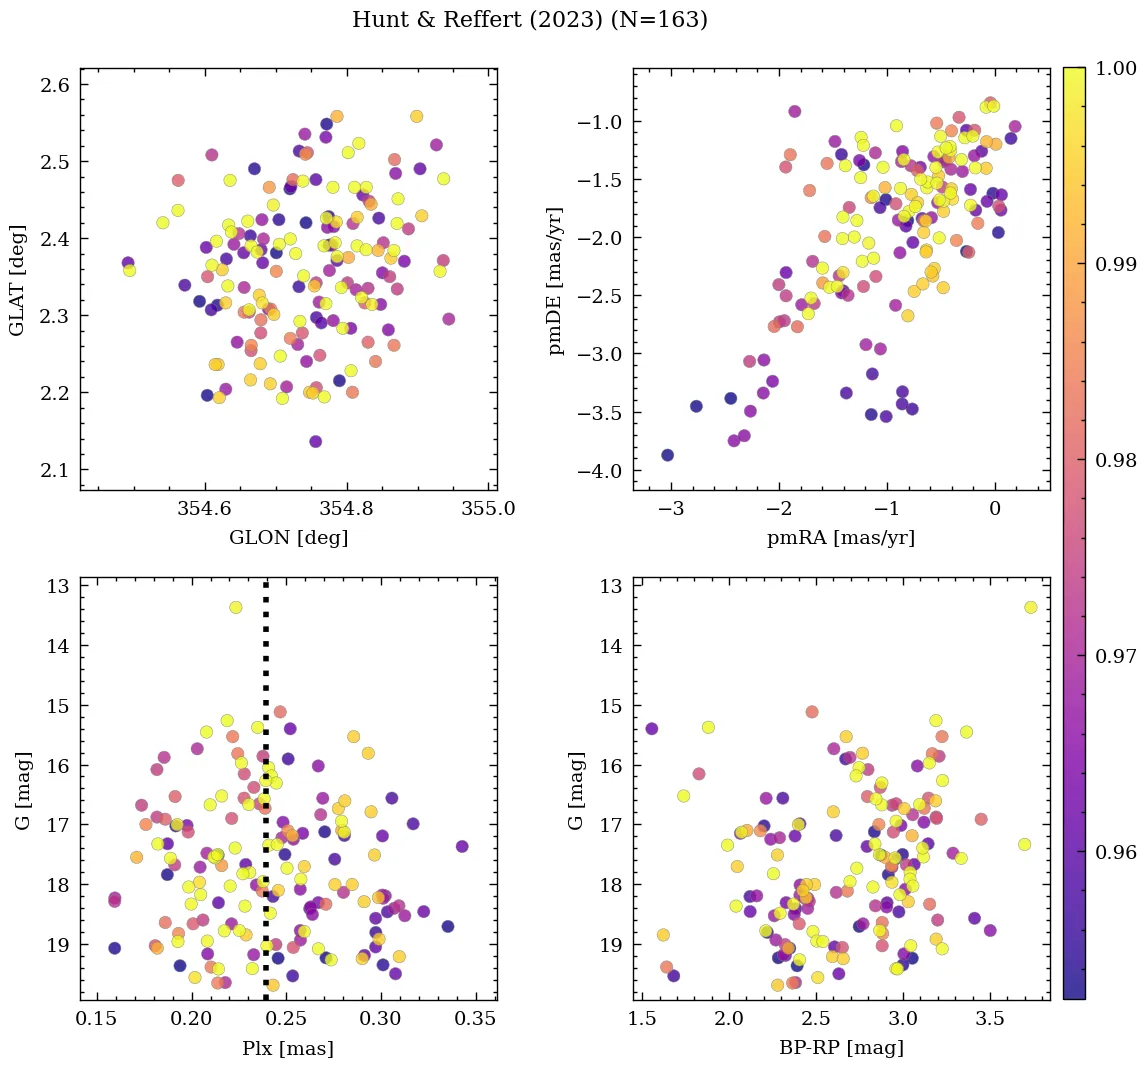 Hunt & Reffert (2023) (N=163)
2.6
2.5
2.4
2.3
2.2
2.1
GLAT [deg]
354.6 354.8 355.0
GLON [deg]
−1.0
−1.5
−2.0
−2.5
−3.0
−3.5
−4.0
pmDE [mas/yr]
−3 −2 −1 0
pmRA [mas/yr]
13
14
15
16
17
18
19
G [mag]
0.15 0.20 0.25 0.30 0.35
Plx [mas]
G [mag]
13
14
15
16
17
18
19
1.5 2.0 2.5 3.0 3.5
BP-RP [mag]
1.00
0.99
0.98
0.97
0.96